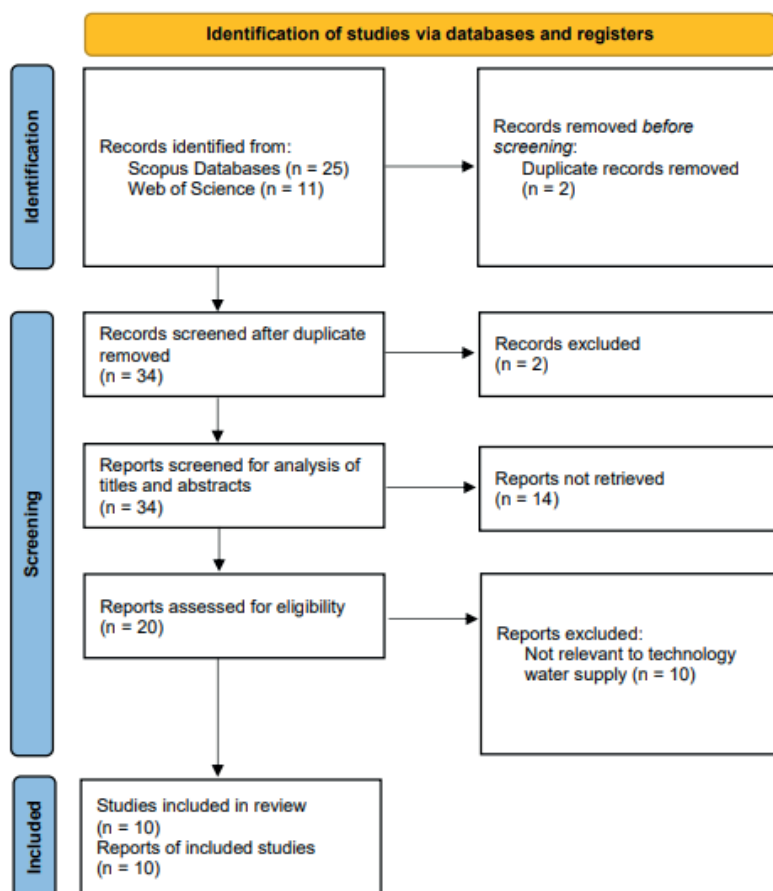 Identification of studies via databases and registers
Identification
Records identified from:
Scopus Databases (n = 25)
Web of Science (n = 11)
Records removed before
screening:
Duplicate records removed
(n = 2)
Screening
Records screened after duplicate
removed
(n = 34)
Records excluded
(n = 2)
Reports screened for analysis of
titles and abstracts
(n = 34)
Reports not retrieved
(n = 14)
Reports assessed for eligibility
(n = 20)
Reports excluded:
Not relevant to technology
water supply (n = 10)
Included
Studies included in review
(n = 10)
Reports of included studies
(n = 10)